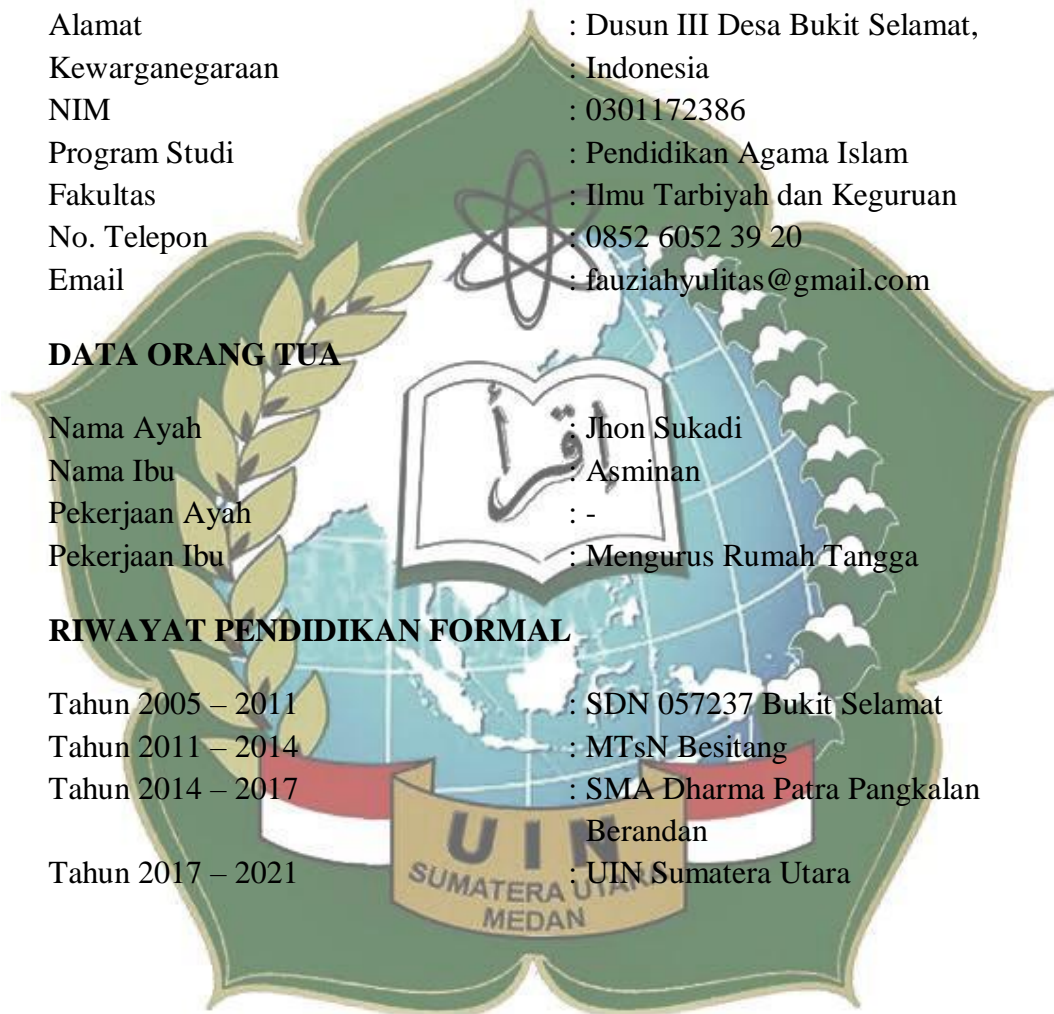 Alamat : Dusun III Desa Bukit Selamat,
Kewarganegaraan : Indonesia
NIM : 0301172386
Program Studi : Pendidikan Agama Islam
Fakultas : Ilmu Tarbiyah dan Keguruan
No. Telepon : 0852 6052 39 20
Email : fauziahyulitas@gmail.com
DATA ORANG TUA
Nama Ayah : Jhon Sukadi
Nama Ibu : Asminan
Pekerjaan Ayah : -
Pekerjaan Ibu : Mengurus Rumah Tangga
اقرأ
RIWAYAT PENDIDIKAN FORMAL
Tahun 2005 – 2011 : SDN 057237 Bukit Selamat
Tahun 2011 – 2014 : MTsN Besitang
Tahun 2014 – 2017 : SMA Dharma Patra Pangkalan
Berandan
Tahun 2017 – 2021 : UIN Sumatera Utara
UIN
SUMATERA UTARA
MEDAN